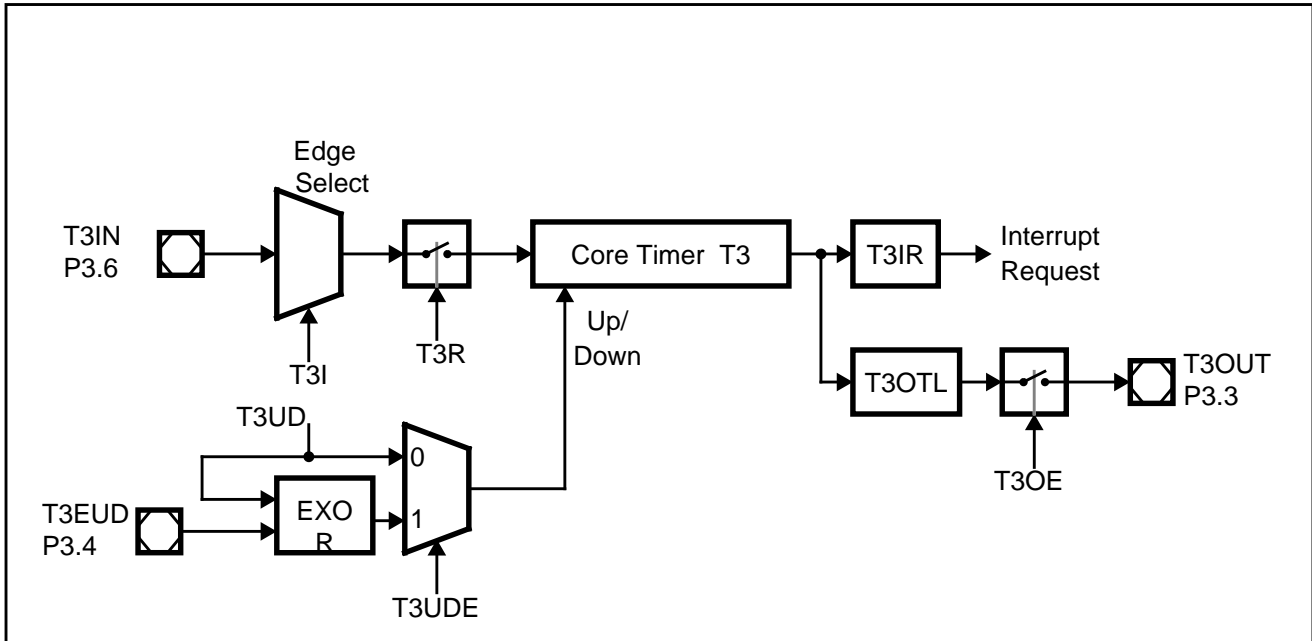 Edge
Select
T3IN
P3.6
Core Timer T3
T3IR
Interrupt
Request
T3I
T3R
Up/
Down
T3OTL
T3OUT
P3.3
T3OE
T3UD
0
EXO
R
1
T3EUD
P3.4
T3UDE